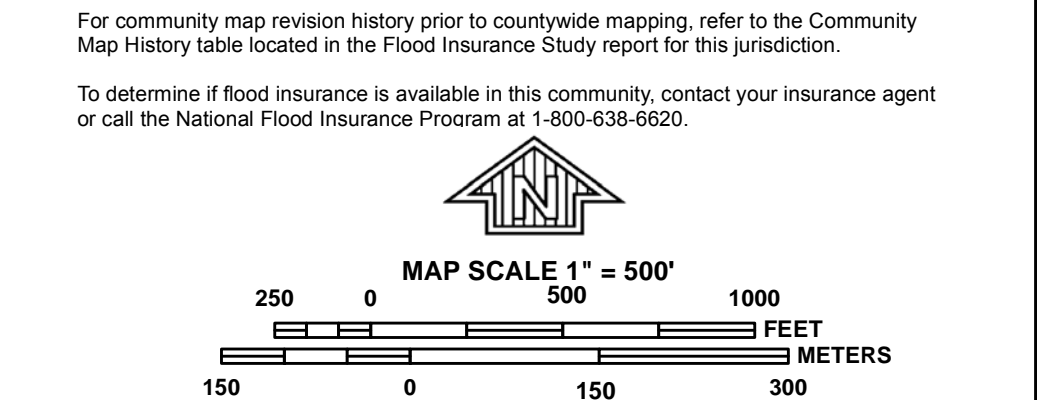 For community map revision history prior to countywide mapping, refer to the Community
Map History table located in the Flood Insurance Study report for this jurisdiction.
To determine if flood insurance is available in this community, contact your insurance agent
or call the National Flood Insurance Program at 1-800-638-6620.
N
MAP SCALE 1" = 500'
250 0 500 1000
FEET
METERS
150 0 150 300